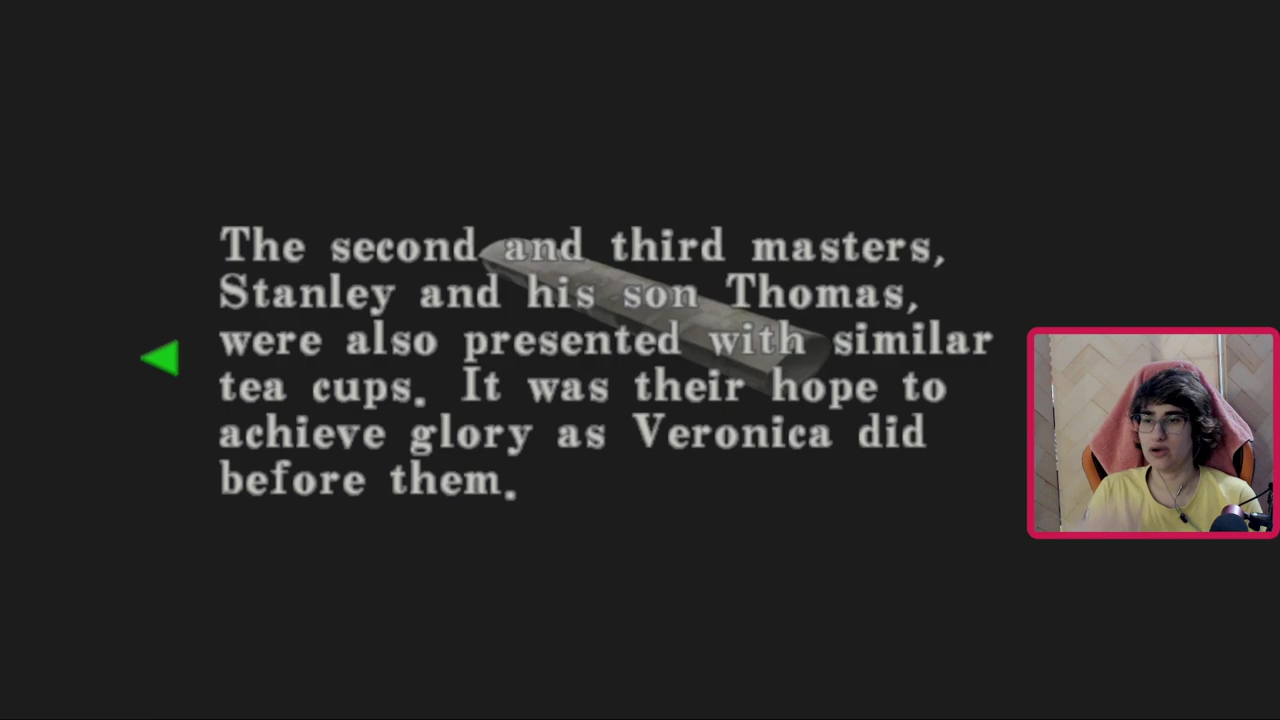 The second and third masters,
Stanley and his son Thomas,
were also presented with similar
tea cups. It was their hope to
achieve glory as Veronica did
before them.